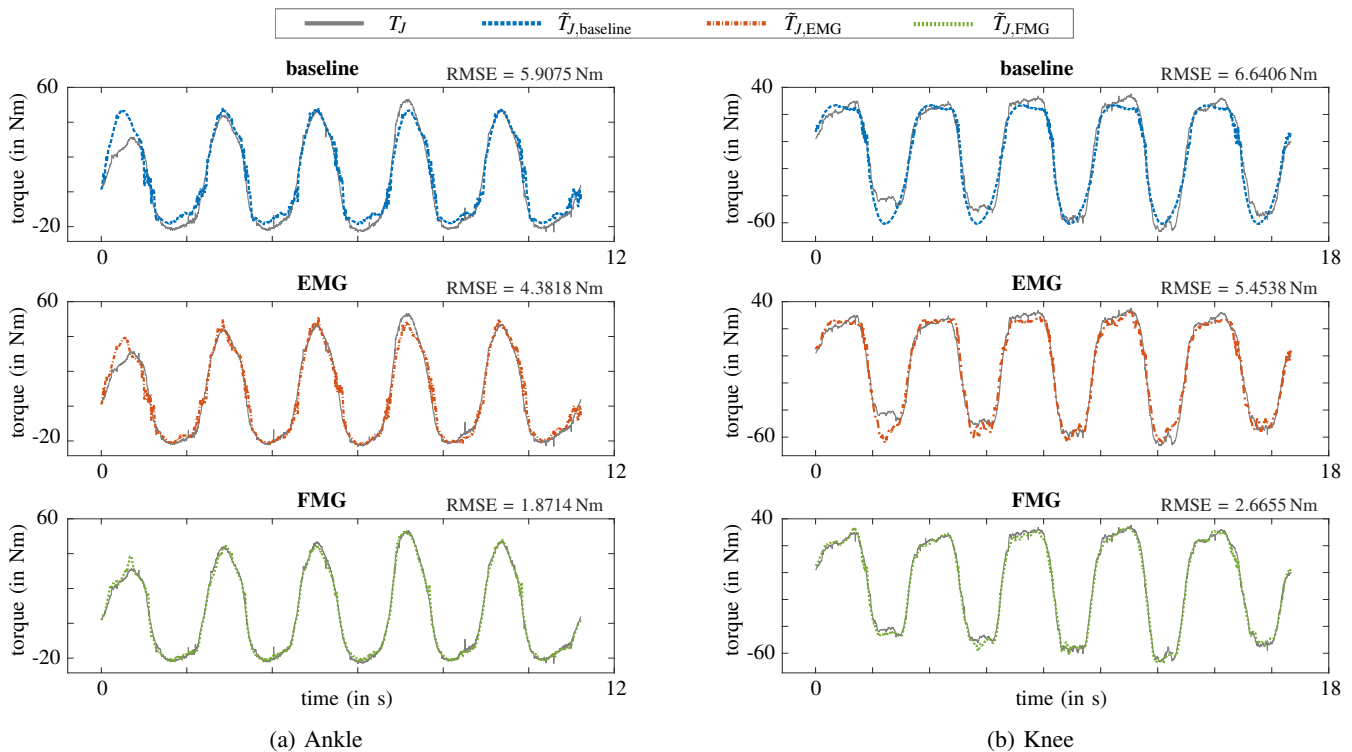 T_J T̃_J,baseline T̃_J,EMG T̃_J,FMG
baseline RMSE = 5.9075 Nm
60
-20
torque (in Nm)
0 12
EMG RMSE = 4.3818 Nm
60
-20
torque (in Nm)
0 12
FMG RMSE = 1.8714 Nm
60
-20
torque (in Nm)
0 12
time (in s)
(a) Ankle
baseline RMSE = 6.6406 Nm
40
-60
torque (in Nm)
0 18
EMG RMSE = 5.4538 Nm
40
-60
torque (in Nm)
0 18
FMG RMSE = 2.6655 Nm
40
-60
torque (in Nm)
0 18
time (in s)
(b) Knee